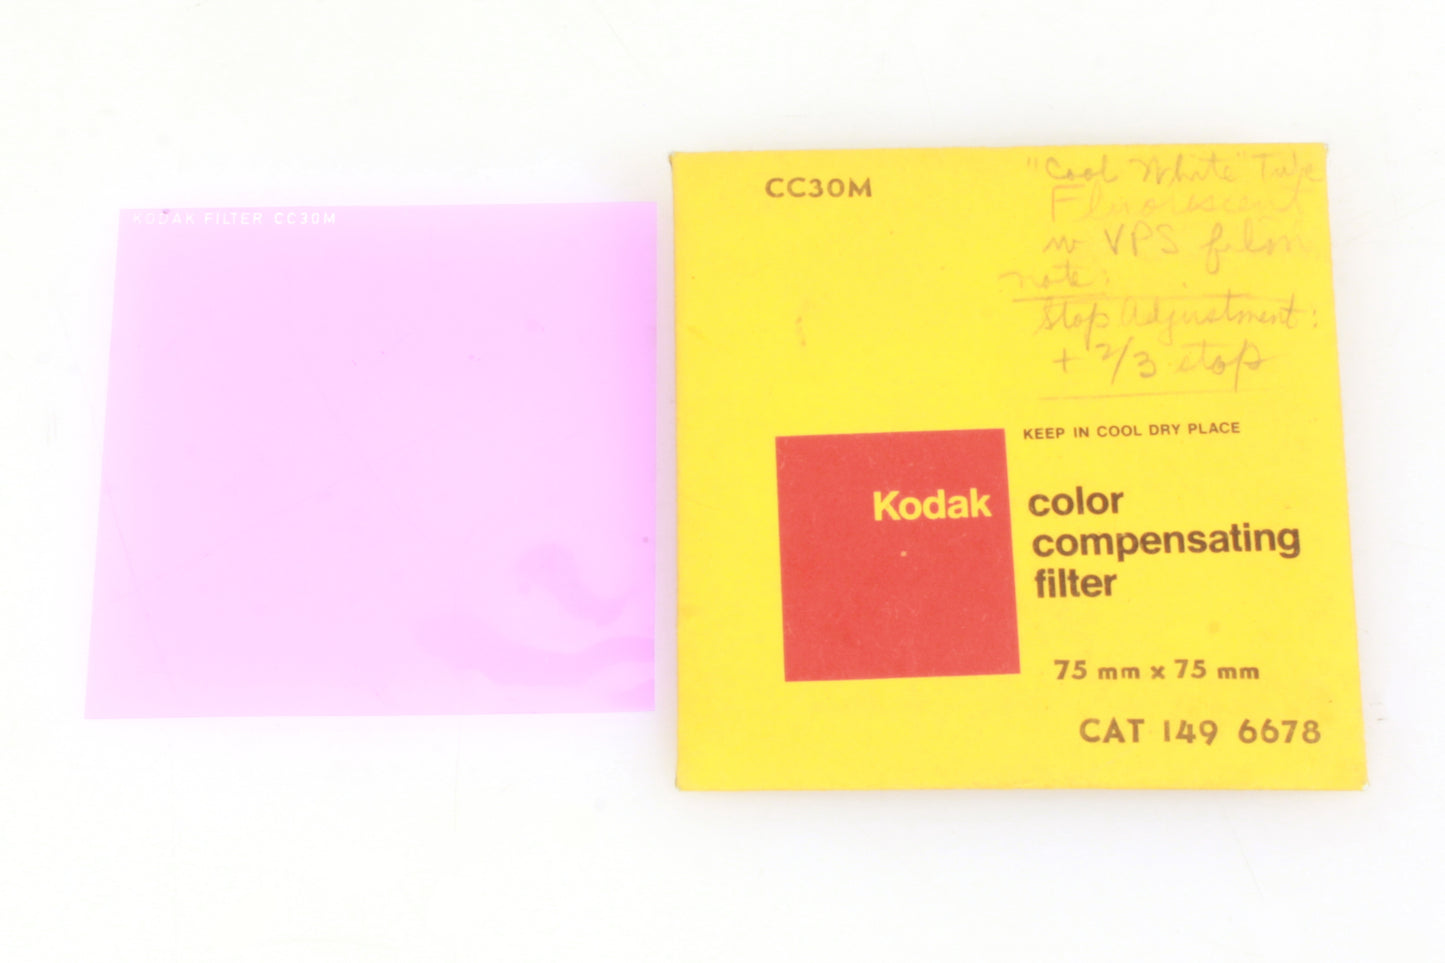 KODAK FILTER CC30M
CC30M
"Cool White" Tube
Fluorescent
w VPS film
note:
Stop Adjustment:
+ 2/3 stop
KEEP IN COOL DRY PLACE
Kodak
color
compensating
filter
75 mm x 75 mm
CAT 149 6678